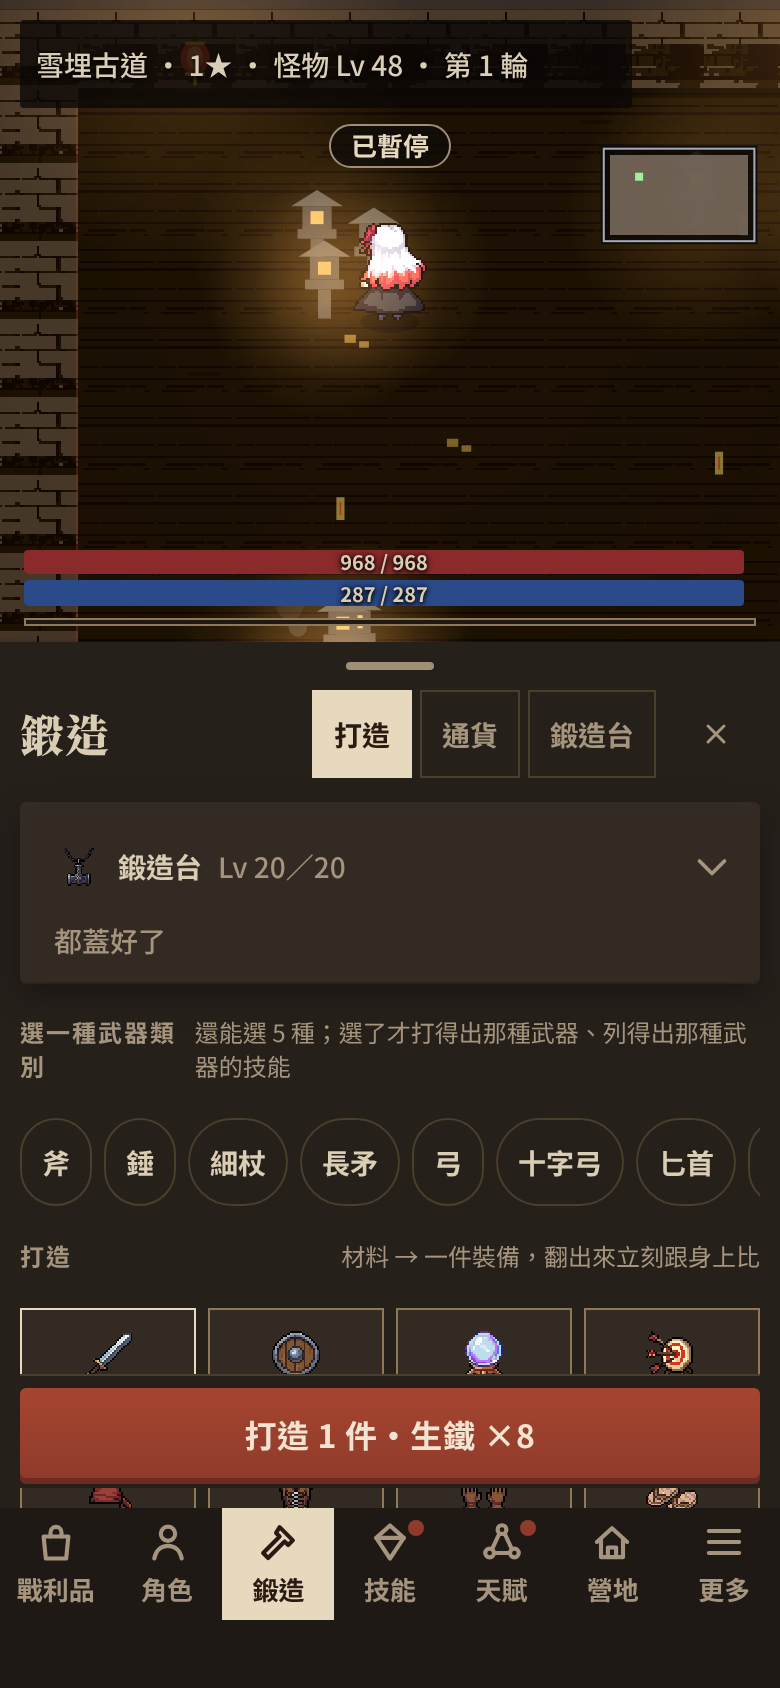 雪埋古道 • 1★ • 怪物 Lv 48 • 第 1 輪
已暫停
968 / 968
287 / 287
鍛造
打造
通貨
鍛造台
鍛造台 Lv 20／20
都蓋好了
選一種武器類別
還能選 5 種；選了才打得出那種武器、列得出那種武器的技能
斧
錘
細杖
長矛
弓
十字弓
匕首
打造
材料 → 一件裝備，翻出來立刻跟身上比
打造 1 件・生鐵 ×8
戰利品
角色
鍛造
技能
天賦
營地
更多